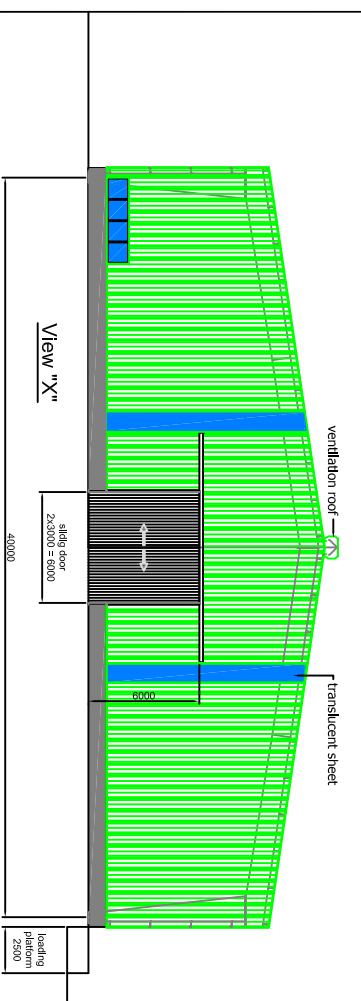 ventilation roof
translucent sheet
View "X"
slidig door
2x3000 = 6000
6000
40000
loading
platform
2500